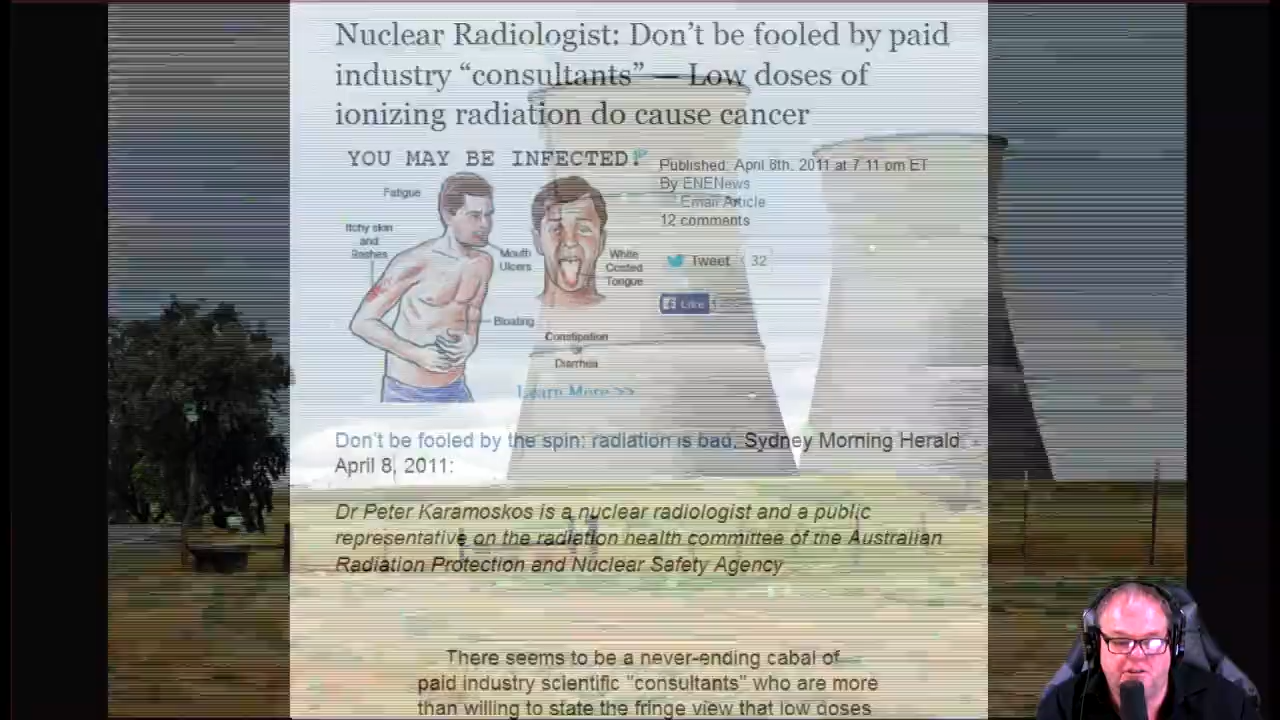 Nuclear Radiologist: Don't be fooled by paid
industry “consultants” — Low doses of
ionizing radiation do cause cancer
YOU MAY BE INFECTED!
Published: April 8th, 2011 at 7:11 pm ET
By ENENews
Email Article
12 comments
Fatigue
Itchy skin
and
Rashes
Mouth
Ulcers
White
Coated
Tongue
Tweet 32
Like
Bloating
Constipation
or
Diarrhea
Learn More >>
Don't be fooled by the spin: radiation is bad, Sydney Morning Herald,
April 8, 2011:
Dr Peter Karamoskos is a nuclear radiologist and a public
representative on the radiation health committee of the Australian
Radiation Protection and Nuclear Safety Agency
There seems to be a never-ending cabal of
paid industry scientific "consultants" who are more
than willing to state the fringe view that low doses